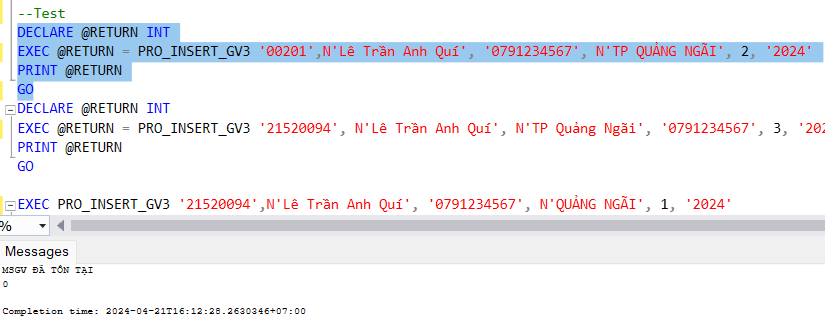 --Test
DECLARE @RETURN INT
EXEC @RETURN = PRO_INSERT_GV3 '00201',N'Lê Trần Anh Quí', '0791234567', N'TP QUẢNG NGÃI', 2, '2024'
PRINT @RETURN
GO
DECLARE @RETURN INT
EXEC @RETURN = PRO_INSERT_GV3 '21520094', N'Lê Trần Anh Quí', N'TP Quảng Ngãi', '0791234567', 3, '202
PRINT @RETURN
GO
EXEC PRO_INSERT_GV3 '21520094',N'Lê Trần Anh Quí', '0791234567', N'QUẢNG NGÃI', 1, '2024'
%
Messages
MSGV ĐÃ TỒN TẠI
0
Completion time: 2024-04-21T16:12:28.2630346+07:00